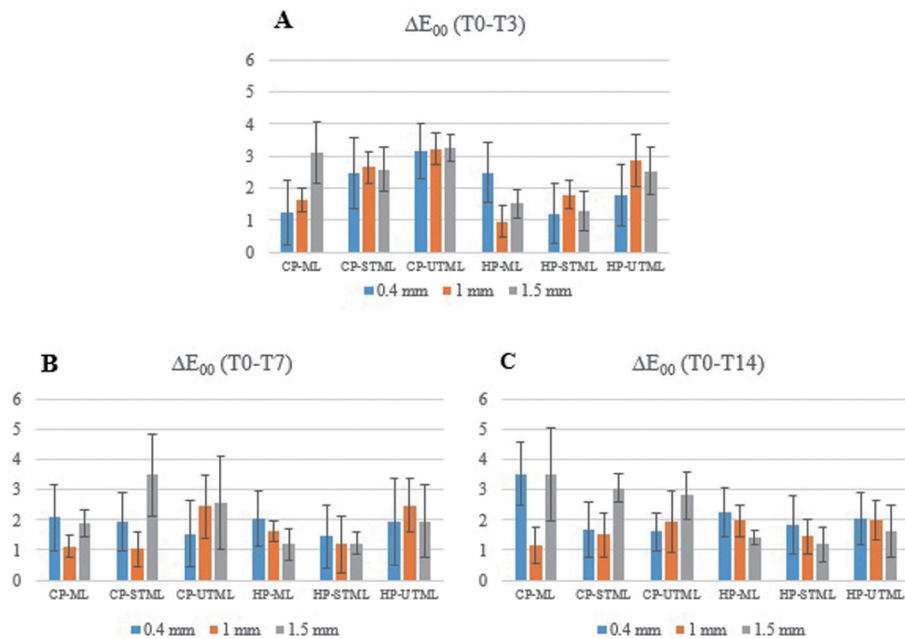 A
ΔE₀₀ (T0-T3)
6
5
4
3
2
1
0
CP-ML CP-STML CP-UTML HP-ML HP-STML HP-UTML
0.4 mm 1 mm 1.5 mm
B
ΔE₀₀ (T0-T7)
6
5
4
3
2
1
0
CP-ML CP-STML CP-UTML HP-ML HP-STML HP-UTML
0.4 mm 1 mm 1.5 mm
C
ΔE₀₀ (T0-T14)
6
5
4
3
2
1
0
CP-ML CP-STML CP-UTML HP-ML HP-STML HP-UTML
0.4 mm 1 mm 1.5 mm